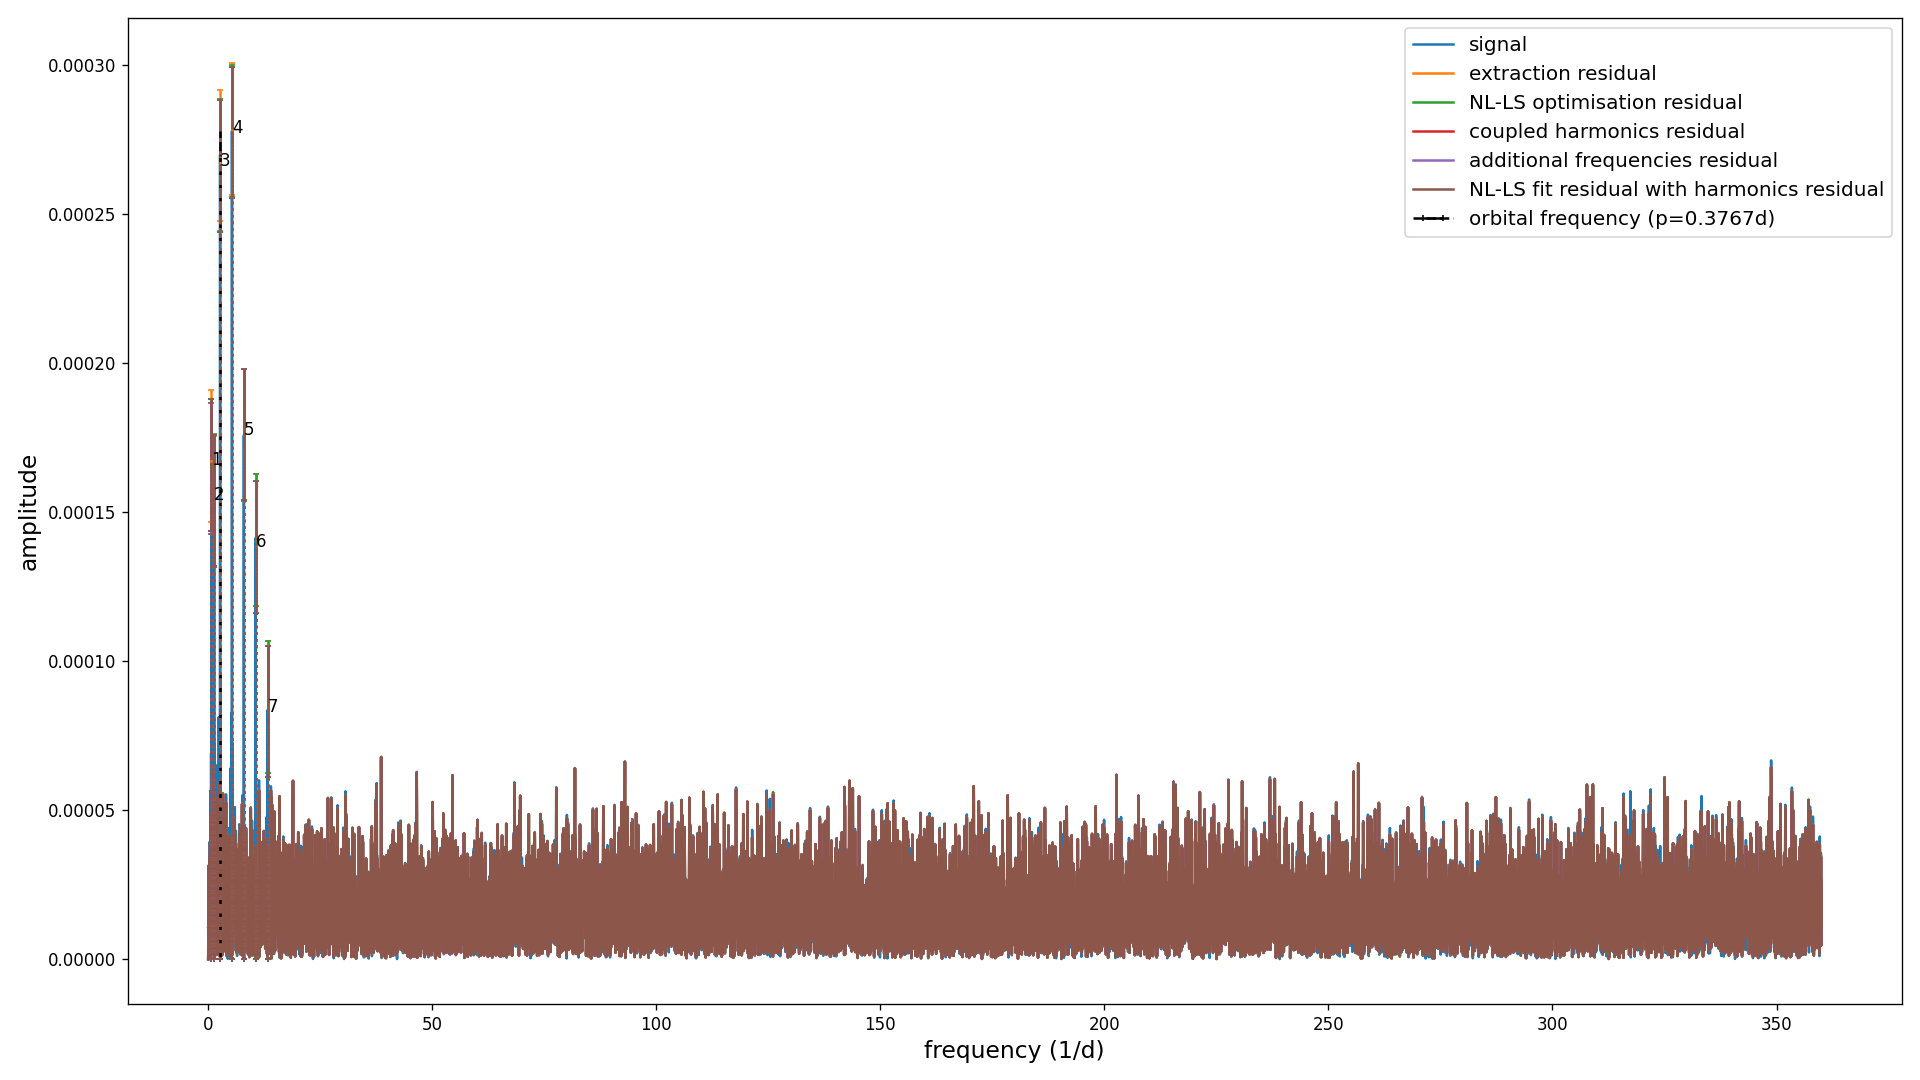 signal
extraction residual
NL-LS optimisation residual
coupled harmonics residual
additional frequencies residual
NL-LS fit residual with harmonics residual
orbital frequency (p=0.3767d)
0.00030
0.00025
0.00020
0.00015
0.00010
0.00005
0.00000
amplitude
4
3
5
1
2
6
7
0
50
100
150
200
250
300
350
frequency (1/d)